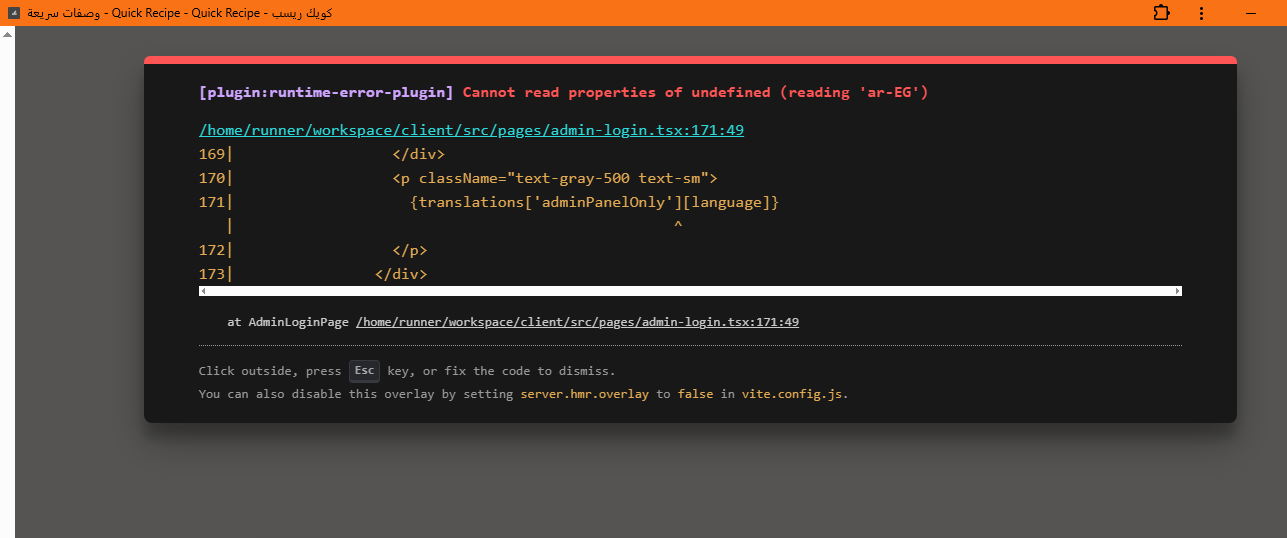 وصفات سريعة - Quick Recipe - Quick Recipe - كويك ريسب
[plugin:runtime-error-plugin] Cannot read properties of undefined (reading 'ar-EG')
/home/runner/workspace/client/src/pages/admin-login.tsx:171:49
169|                  </div>
170|                  <p className="text-gray-500 text-sm">
171|                    {translations['adminPanelOnly'][language]}
   |                                                   ^
172|                  </p>
173|                </div>
at AdminLoginPage /home/runner/workspace/client/src/pages/admin-login.tsx:171:49
Click outside, press Esc key, or fix the code to dismiss.
You can also disable this overlay by setting server.hmr.overlay to false in vite.config.js.